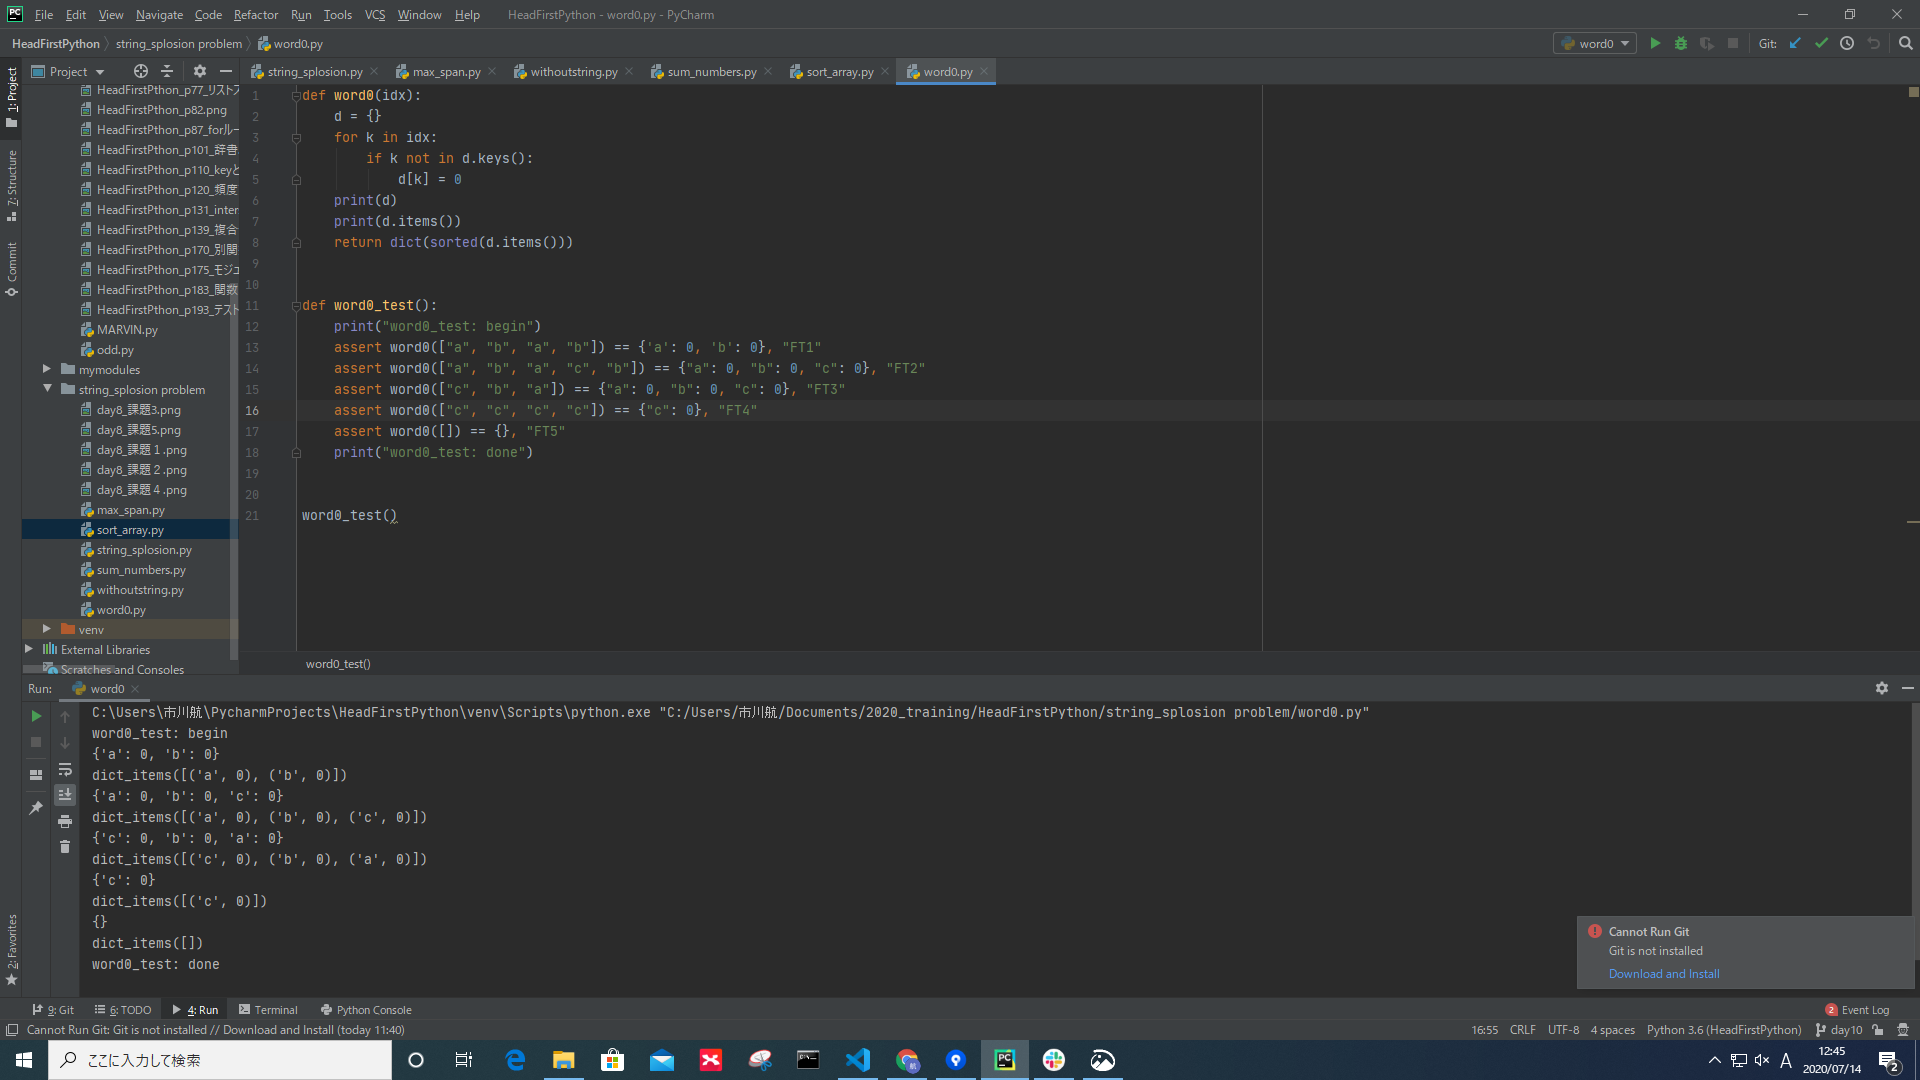 File Edit View Navigate Code Refactor Run Tools VCS Window Help HeadFirstPython - word0.py - PyCharm
HeadFirstPython string_splosion problem word0.py
word0 Git:
1: Project
7: Structure
Commit
2: Favorites
Project
string_splosion.py max_span.py withoutstring.py sum_numbers.py sort_array.py word0.py
HeadFirstPthon_p77_リストス
HeadFirstPthon_p82.png
HeadFirstPthon_p87_forルー
HeadFirstPthon_p101_辞書
HeadFirstPthon_p110_keyと
HeadFirstPthon_p120_頻度
HeadFirstPthon_p131_inter
HeadFirstPthon_p139_複合
HeadFirstPthon_p170_別関
HeadFirstPthon_p175_モジュ
HeadFirstPthon_p183_関数
HeadFirstPthon_p193_テスト
MARVIN.py
odd.py
mymodules
string_splosion problem
day8_課題3.png
day8_課題5.png
day8_課題１.png
day8_課題２.png
day8_課題４.png
max_span.py
sort_array.py
string_splosion.py
sum_numbers.py
withoutstring.py
word0.py
venv
External Libraries
Scratches and Consoles
1 def word0(idx):
2 d = {}
3 for k in idx:
4 if k not in d.keys():
5 d[k] = 0
6 print(d)
7 print(d.items())
8 return dict(sorted(d.items()))
9
10
11 def word0_test():
12 print("word0_test: begin")
13 assert word0(["a", "b", "a", "b"]) == {'a': 0, 'b': 0}, "FT1"
14 assert word0(["a", "b", "a", "c", "b"]) == {"a": 0, "b": 0, "c": 0}, "FT2"
15 assert word0(["c", "b", "a"]) == {"a": 0, "b": 0, "c": 0}, "FT3"
16 assert word0(["c", "c", "c", "c"]) == {"c": 0}, "FT4"
17 assert word0([]) == {}, "FT5"
18 print("word0_test: done")
19
20
21 word0_test()
word0_test()
Run: word0
C:\Users\市川航\PycharmProjects\HeadFirstPython\venv\Scripts\python.exe "C:/Users/市川航/Documents/2020_training/HeadFirstPython/string_splosion problem/word0.py"
word0_test: begin
{'a': 0, 'b': 0}
dict_items([('a', 0), ('b', 0)])
{'a': 0, 'b': 0, 'c': 0}
dict_items([('a', 0), ('b', 0), ('c', 0)])
{'c': 0, 'b': 0, 'a': 0}
dict_items([('c', 0), ('b', 0), ('a', 0)])
{'c': 0}
dict_items([('c', 0)])
{}
dict_items([])
word0_test: done
Cannot Run Git
Git is not installed
Download and Install
9: Git 6: TODO 4: Run Terminal Python Console 2 Event Log
Cannot Run Git: Git is not installed // Download and Install (today 11:40) 16:55 CRLF UTF-8 4 spaces Python 3.6 (HeadFirstPython) day10
ここに入力して検索 A 12:45
2020/07/14 2